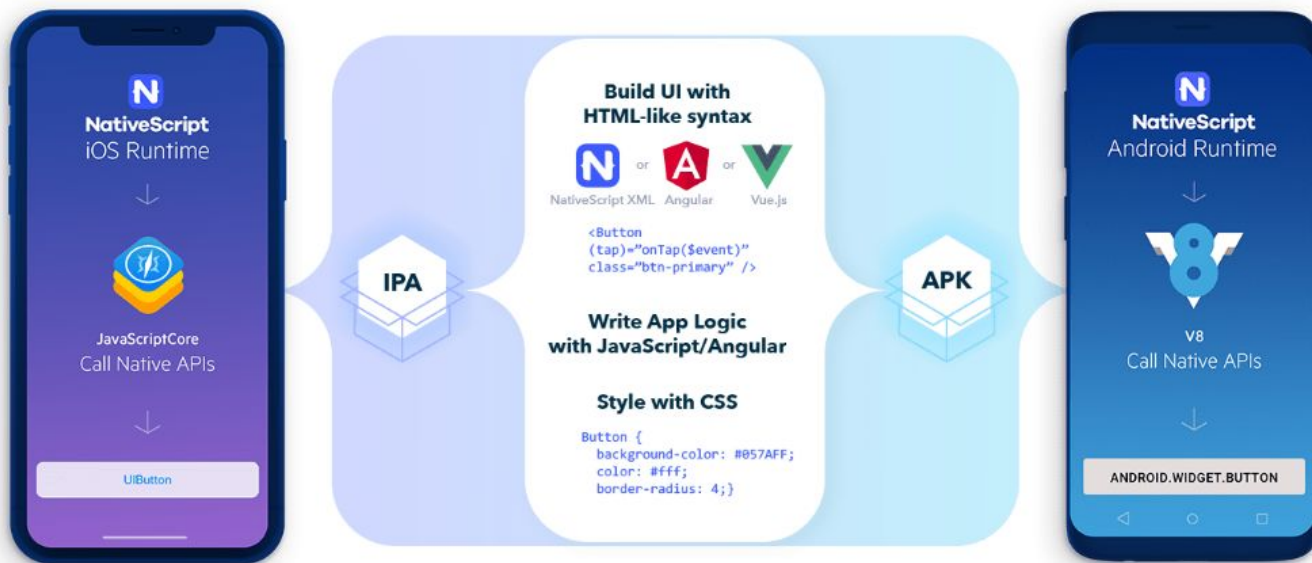 NativeScript
iOS Runtime
JavaScriptCore
Call Native APIs
UIButton
IPA
Build UI with
HTML-like syntax
N or A or V
NativeScript XML Angular Vue.js
<Button
(tap)="onTap($event)"
class="btn-primary" />
Write App Logic
with JavaScript/Angular
Style with CSS
Button {
background-color: #057AFF;
color: #fff;
border-radius: 4;}
APK
N
NativeScript
Android Runtime
V8
Call Native APIs
ANDROID.WIDGET.BUTTON